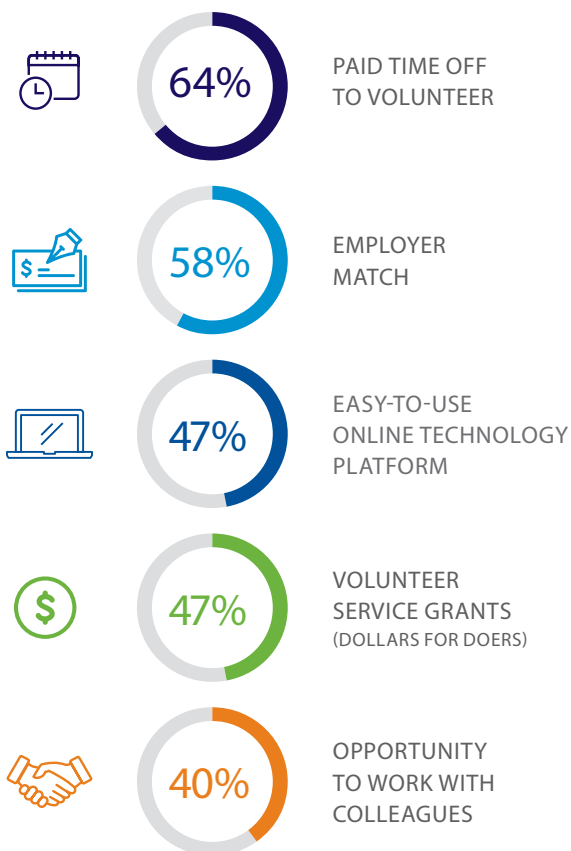 64%
PAID TIME OFF
TO VOLUNTEER
$
58%
EMPLOYER
MATCH
47%
EASY-TO-USE
ONLINE TECHNOLOGY
PLATFORM
$
47%
VOLUNTEER
SERVICE GRANTS
(DOLLARS FOR DOERS)
40%
OPPORTUNITY
TO WORK WITH
COLLEAGUES